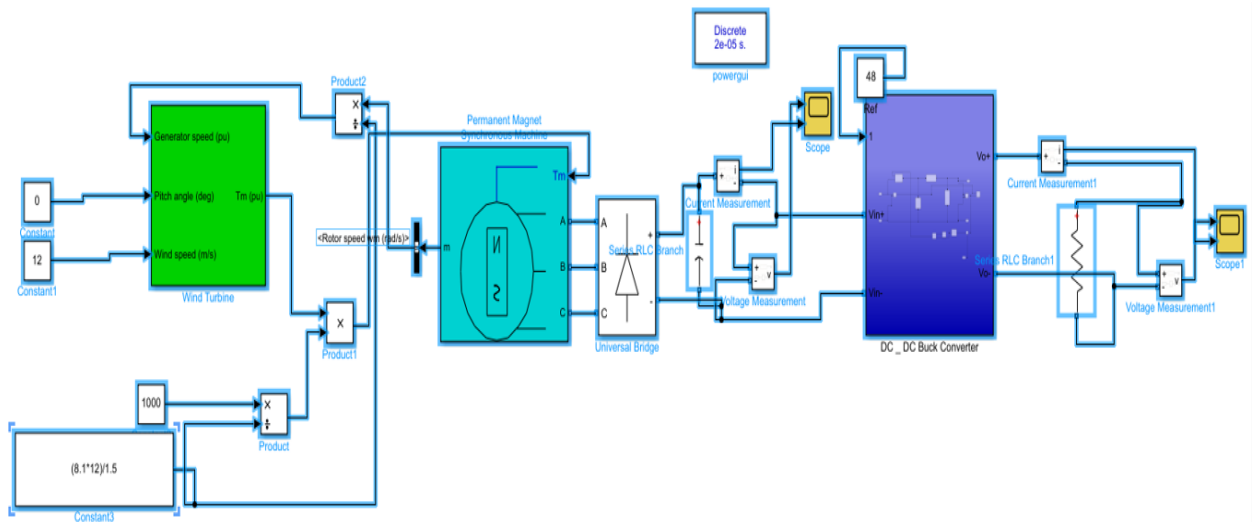 Discrete
2e-05 s.
powergui
Product2
×
÷
Generator speed (pu)
Pitch angle (deg)
Tm (pu)
Wind speed (m/s)
Wind Turbine
0
Constant
12
Constant1
Permanent Magnet
Synchronous Machine
Tm
A
B
C
m
N
S
<Rotor speed wm (rad/s)>
A
B
C
+
-
Universal Bridge
Series RLC Branch
+
i
-
Current Measurement
Scope
+
-
v
Voltage Measurement
48
Ref
1
Vin+
Vin-
Vo+
Vo-
DC _ DC Buck Converter
+
i
-
Current Measurement1
+
Series RLC Branch1
+
-
v
Voltage Measurement1
Scope1
×
Product1
1000
×
÷
Product
(8.1*12)/1.5
Constant3